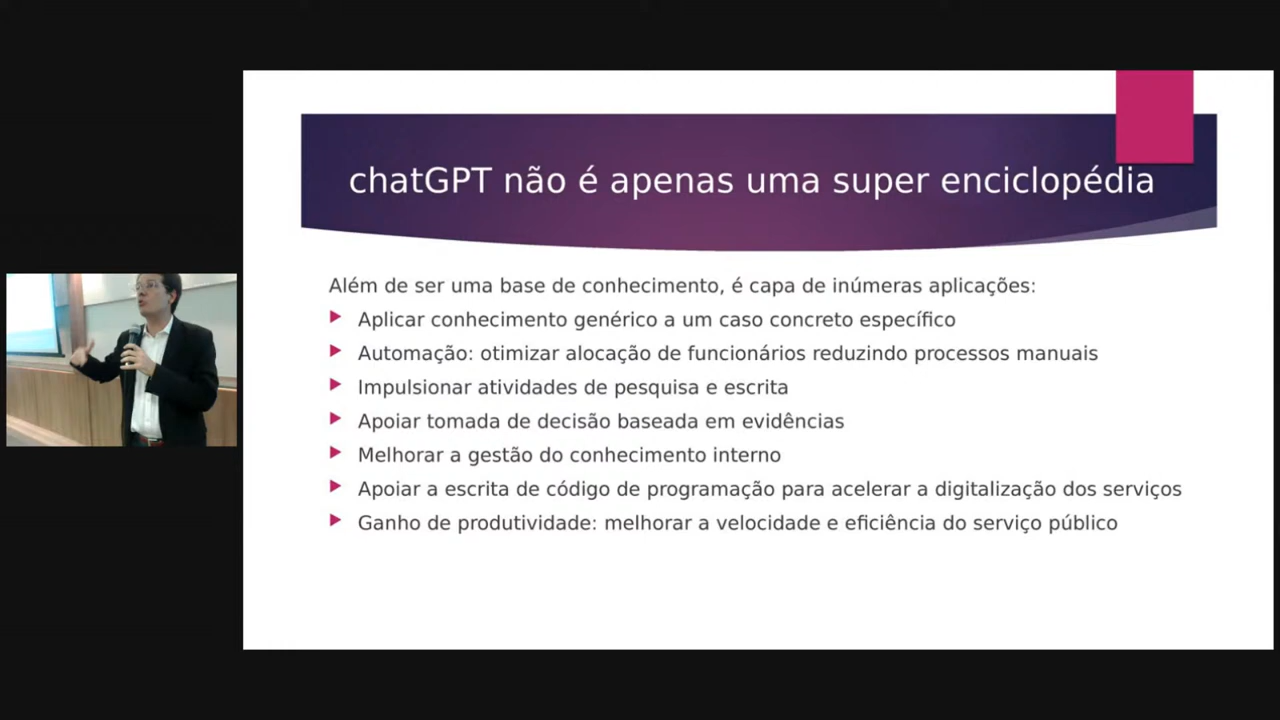 chatGPT não é apenas uma super enciclopédia
Além de ser uma base de conhecimento, é capa de inúmeras aplicações:
Aplicar conhecimento genérico a um caso concreto específico
Automação: otimizar alocação de funcionários reduzindo processos manuais
Impulsionar atividades de pesquisa e escrita
Apoiar tomada de decisão baseada em evidências
Melhorar a gestão do conhecimento interno
Apoiar a escrita de código de programação para acelerar a digitalização dos serviços
Ganho de produtividade: melhorar a velocidade e eficiência do serviço público